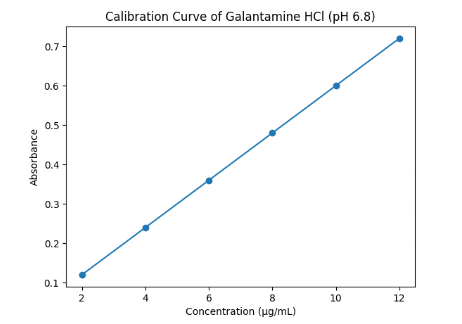 Calibration Curve of Galantamine HCl (pH 6.8)
0.7
0.6
0.5
0.4
0.3
0.2
0.1
Absorbance
2 4 6 8 10 12
Concentration (µg/mL)